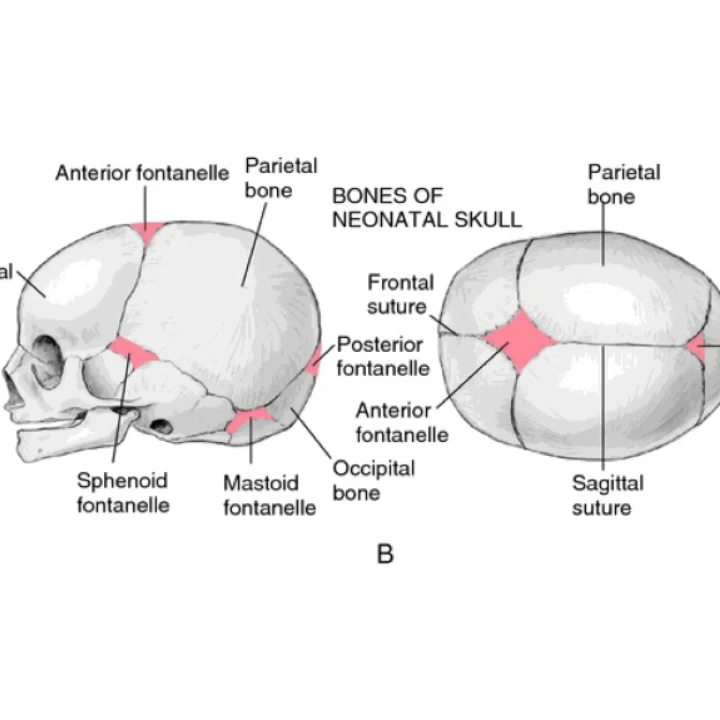 Anterior fontanelle
Parietal
bone
BONES OF
NEONATAL SKULL
Parietal
bone
al
Frontal
suture
Posterior
fontanelle
Anterior
fontanelle
Sphenoid
fontanelle
Mastoid
fontanelle
Occipital
bone
Sagittal
suture
B